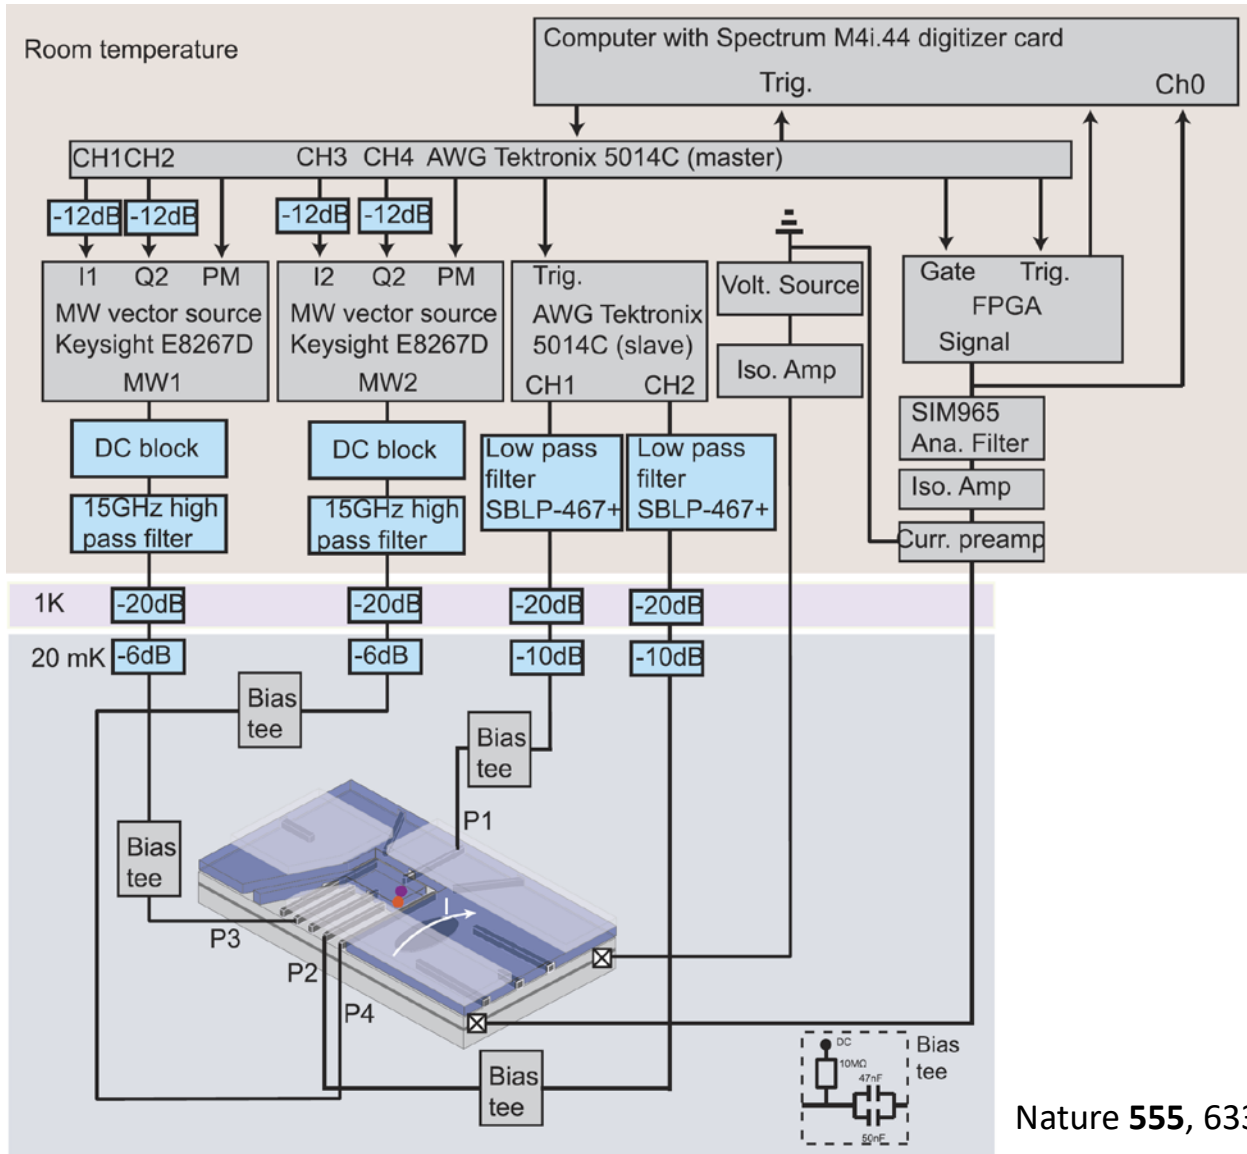 Room temperature
Computer with Spectrum M4i.44 digitizer card
Trig.
Ch0
CH1CH2
CH3 CH4 AWG Tektronix 5014C (master)
-12dB
-12dB
-12dB
-12dB
I1 Q2 PM
MW vector source
Keysight E8267D
MW1
I2 Q2 PM
MW vector source
Keysight E8267D
MW2
Trig.
AWG Tektronix
5014C (slave)
CH1 CH2
Volt. Source
Iso. Amp
Gate Trig.
FPGA
Signal
SIM965
Ana. Filter
Iso. Amp
Curr. preamp
DC block
15GHz high
pass filter
DC block
15GHz high
pass filter
Low pass
filter
SBLP-467+
Low pass
filter
SBLP-467+
1K
-20dB
-20dB
-20dB
-20dB
20 mK
-6dB
-6dB
-10dB
-10dB
Bias
tee
Bias
tee
P1
Bias
tee
I
P3
P2
P4
Bias
tee
DC
10MΩ
47nF
50nF
Bias
tee
Nature 555, 633